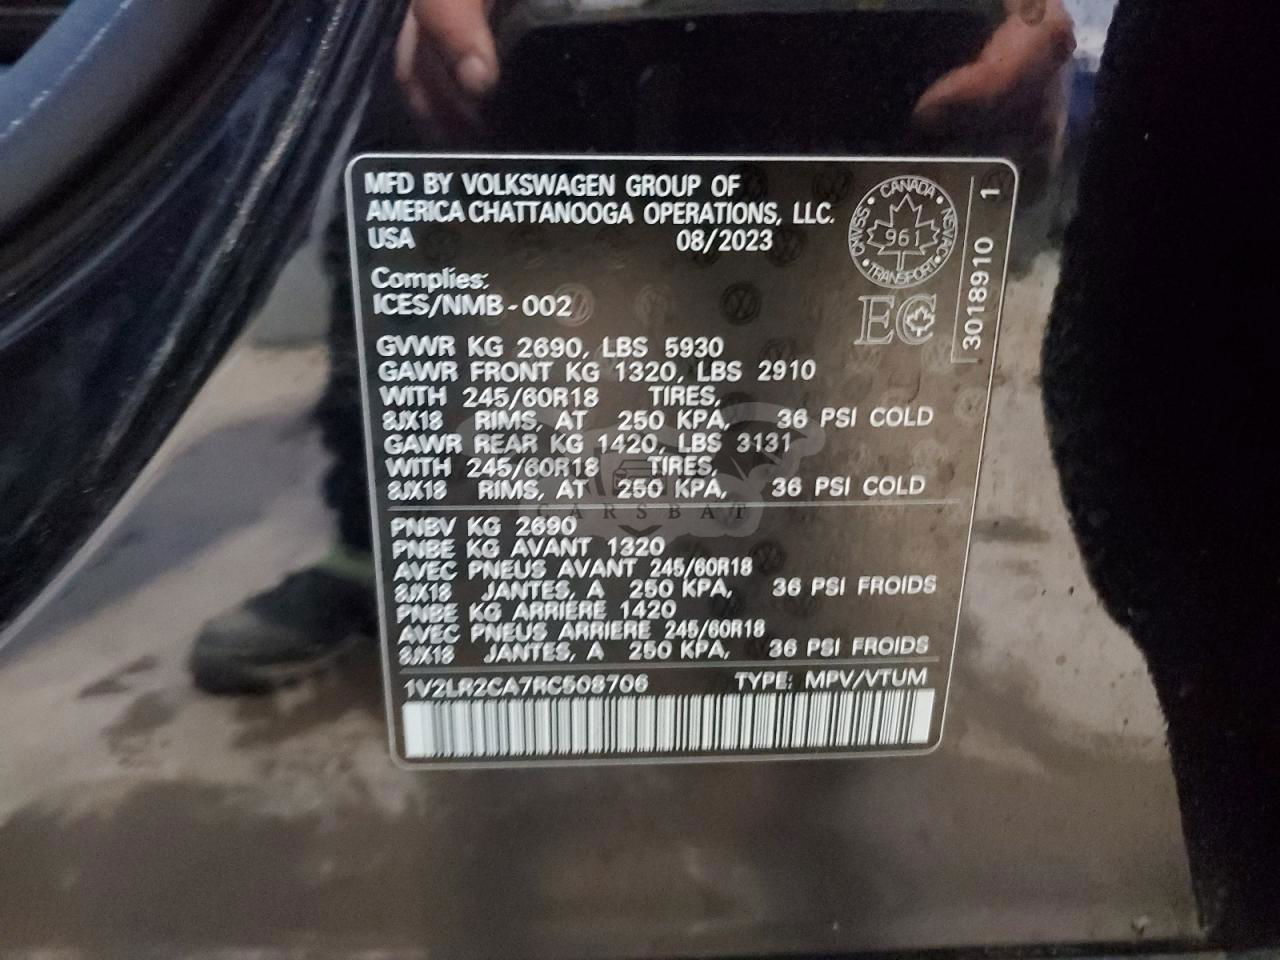 MFD BY VOLKSWAGEN GROUP OF
AMERICA CHATTANOOGA OPERATIONS, LLC.
USA 08/2023
CANADA
CMVSS NSVAC
961
TRANSPORT
3018910 1
Complies:
ICES/NMB-002
EC
GVWR KG 2690, LBS 5930
GAWR FRONT KG 1320, LBS 2910
WITH 245/60R18 TIRES,
8JX18 RIMS, AT 250 KPA, 36 PSI COLD
GAWR REAR KG 1420, LBS 3131
WITH 245/60R18 TIRES,
8JX18 RIMS, AT 250 KPA, 36 PSI COLD
CARSBAT
PNBV KG 2690
PNBE KG AVANT 1320
AVEC PNEUS AVANT 245/60R18
8JX18 JANTES, A 250 KPA, 36 PSI FROIDS
PNBE KG ARRIÈRE 1420
AVEC PNEUS ARRIÈRE 245/60R18
8JX18 JANTES, A 250 KPA, 36 PSI FROIDS
1V2LR2CA7RC508706 TYPE: MPV/VTUM